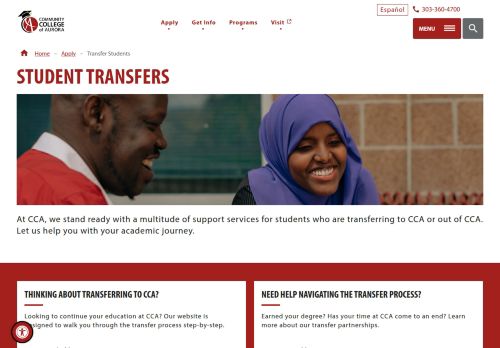 Español
303-360-4700
COMMUNITY
COLLEGE
of AURORA
Apply
Get Info
Programs
Visit
MENU
Home
Apply
Transfer Students
STUDENT TRANSFERS
At CCA, we stand ready with a multitude of support services for students who are transferring to CCA or out of CCA.
Let us help you with your academic journey.
THINKING ABOUT TRANSFERRING TO CCA?
Looking to continue your education at CCA? Our website is
designed to walk you through the transfer process step-by-step.
NEED HELP NAVIGATING THE TRANSFER PROCESS?
Earned your degree? Has your time at CCA come to an end? Learn
more about our transfer partnerships.